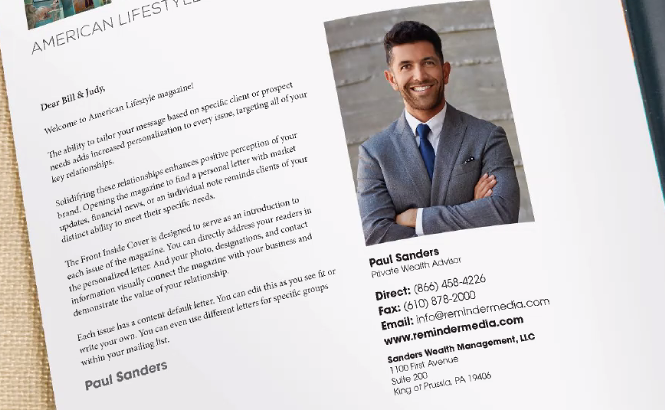 AMERICAN LIFESTYLE
Dear Bill & Judy,
Welcome to American Lifestyle magazine!
The ability to tailor your message based on specific client or prospect
needs adds increased personalization to every issue, targeting all of your
key relationships.
Solidifying these relationships enhances positive perception of your
brand. Opening the magazine to find a personal letter with market
updates, financial news, or an individual note reminds clients of your
distinct ability to meet their specific needs.
The Front Inside Cover is designed to serve as an introduction to
each issue of the magazine. You can directly address your readers in
the personalized letter. And your photo, designations, and contact
information visually connect the magazine with your business and
demonstrate the value of your relationship.
Each issue has a content default letter. You can edit this as you see fit or
write your own. You can even use different letters for specific groups
within your mailing list.
Paul Sanders
Paul Sanders
Private Wealth Advisor
Direct: (866) 458-4226
Fax: (610) 878-2000
Email: info@remindermedia.com
www.remindermedia.com
Sanders Wealth Management, LLC
1100 First Avenue
Suite 200
King of Prussia, PA 19406